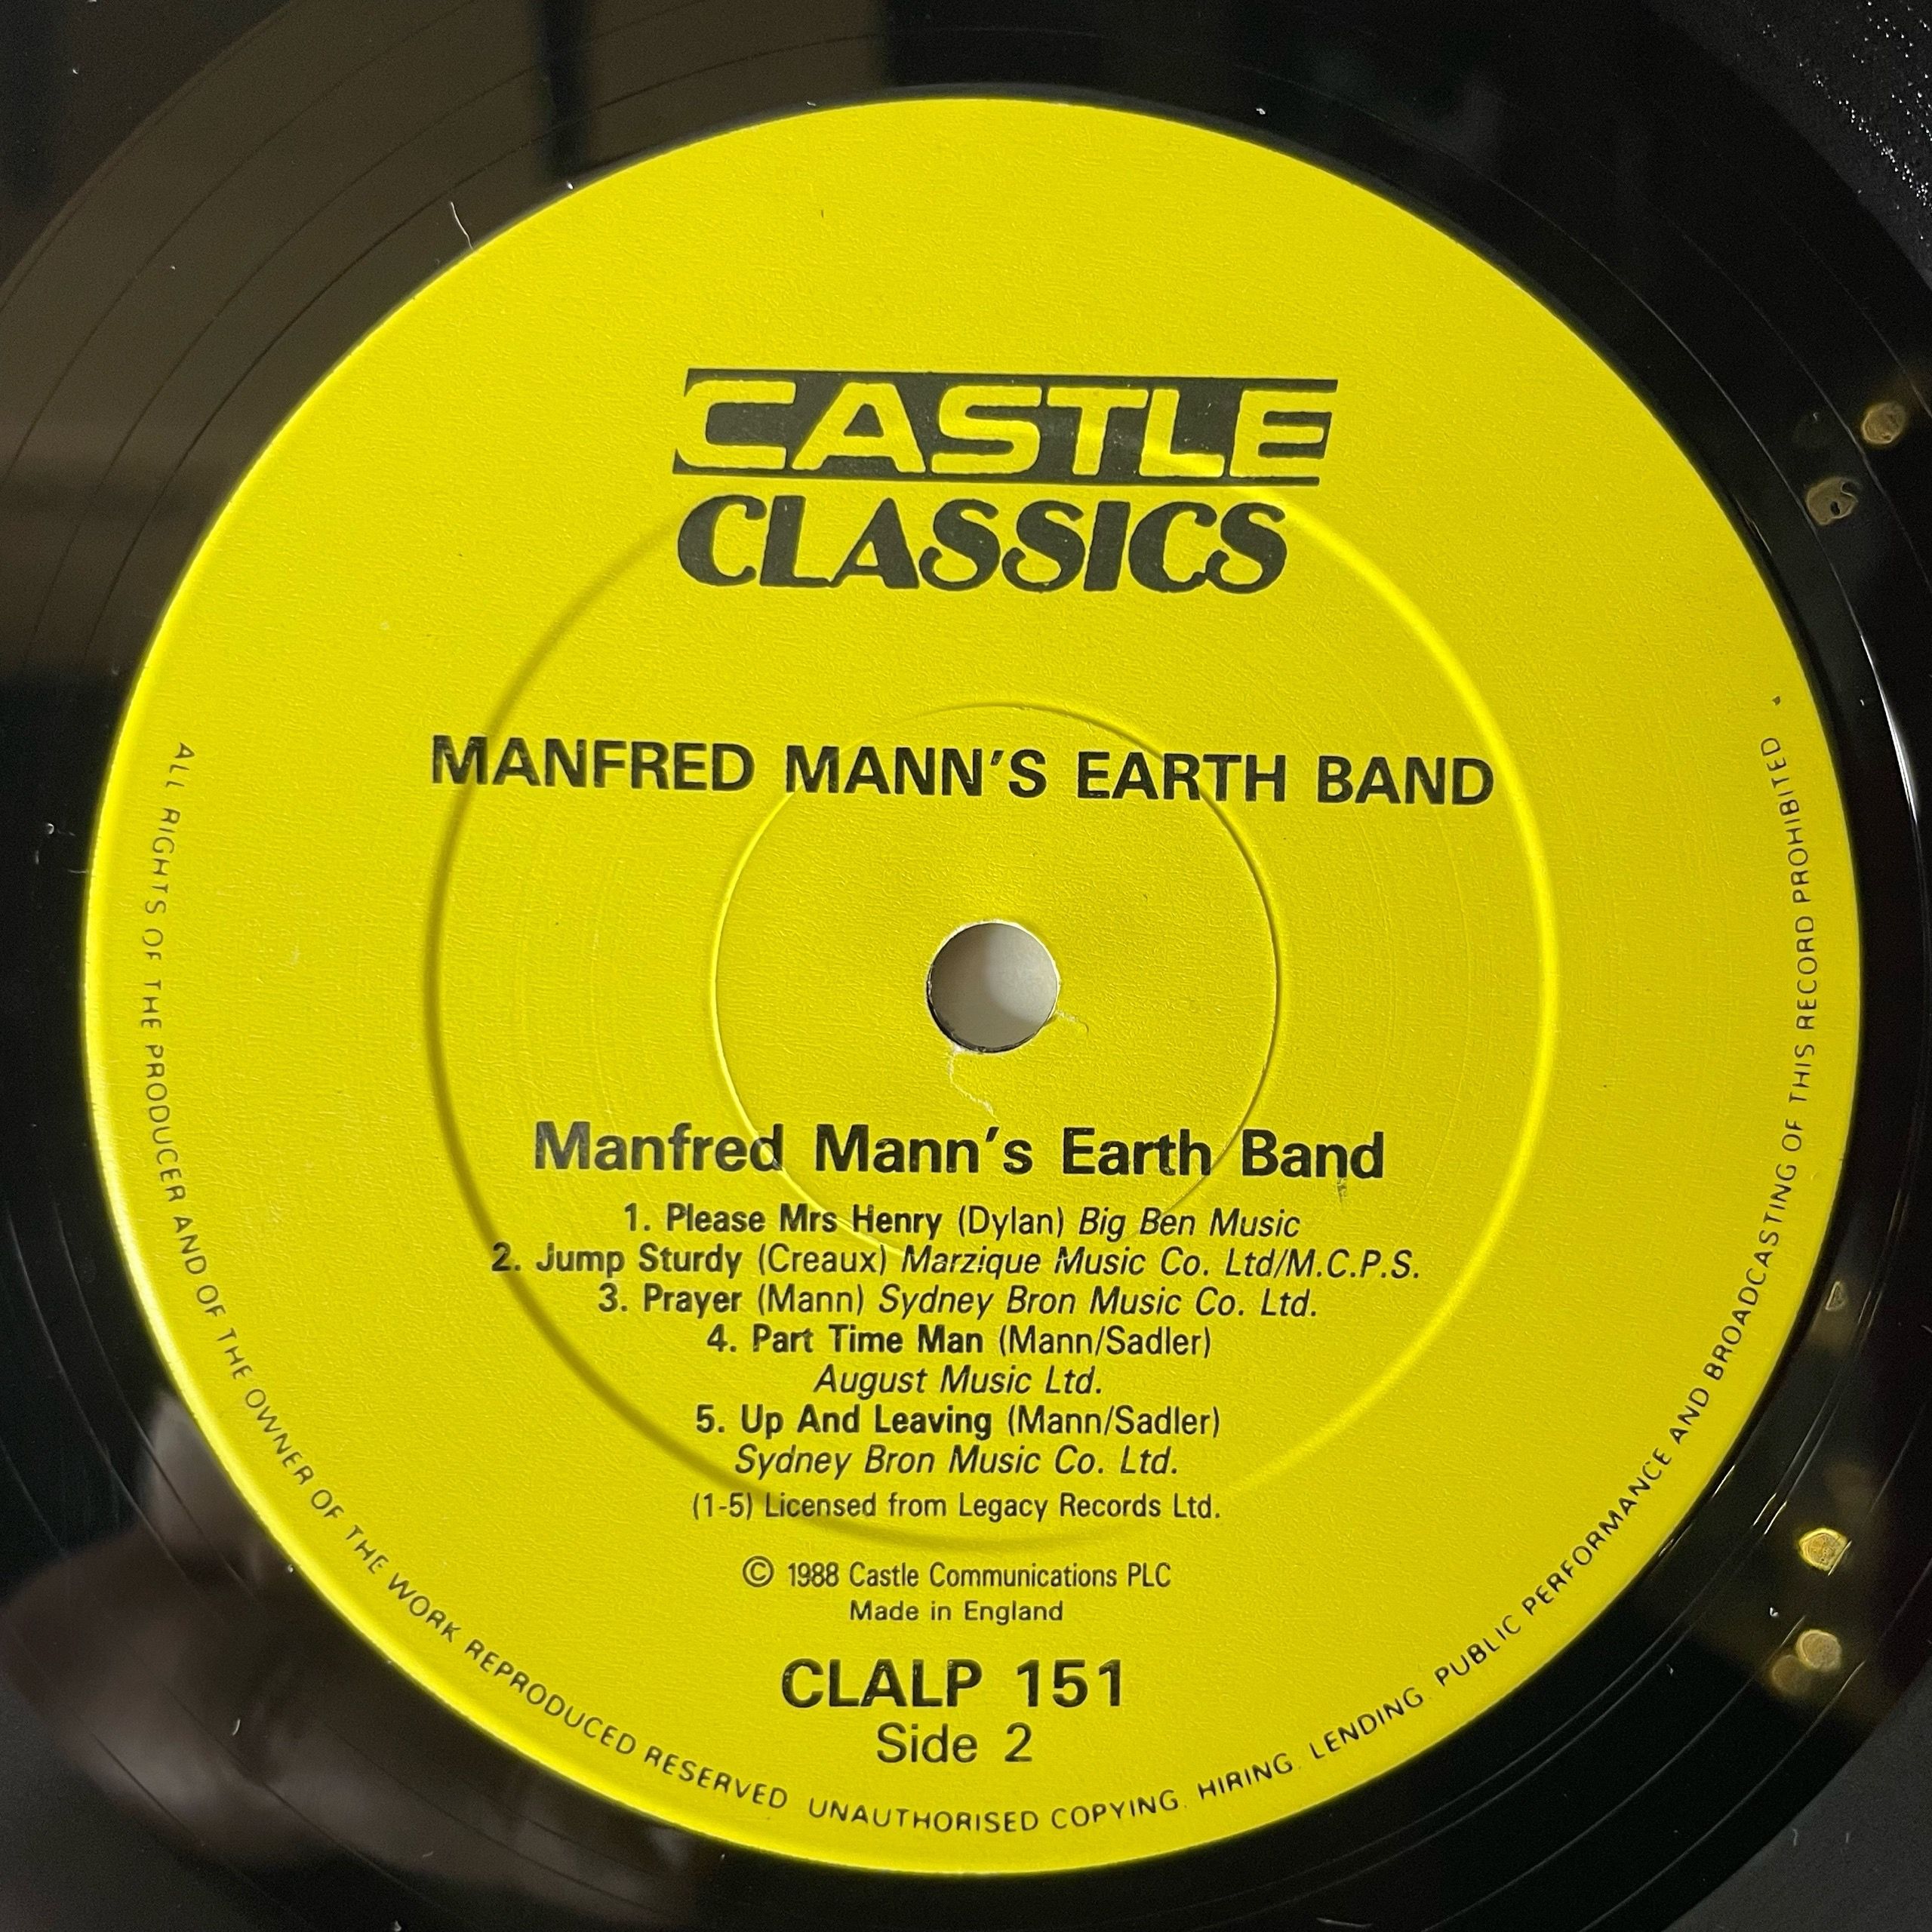 CASTLE
CLASSICS
MANFRED MANN'S EARTH BAND
Manfred Mann's Earth Band
1. Please Mrs Henry (Dylan) Big Ben Music
2. Jump Sturdy (Creaux) Marzique Music Co. Ltd/M.C.P.S.
3. Prayer (Mann) Sydney Bron Music Co. Ltd.
4. Part Time Man (Mann/Sadler)
August Music Ltd.
5. Up And Leaving (Mann/Sadler)
Sydney Bron Music Co. Ltd.
(1-5) Licensed from Legacy Records Ltd.
© 1988 Castle Communications PLC
Made in England
CLALP 151
Side 2
ALL RIGHTS OF THE PRODUCER AND OF THE OWNER OF THE WORK REPRODUCED RESERVED UNAUTHORISED COPYING. HIRING. LENDING. PUBLIC PERFORMANCE AND BROADCASTING OF THIS RECORD PROHIBITED .